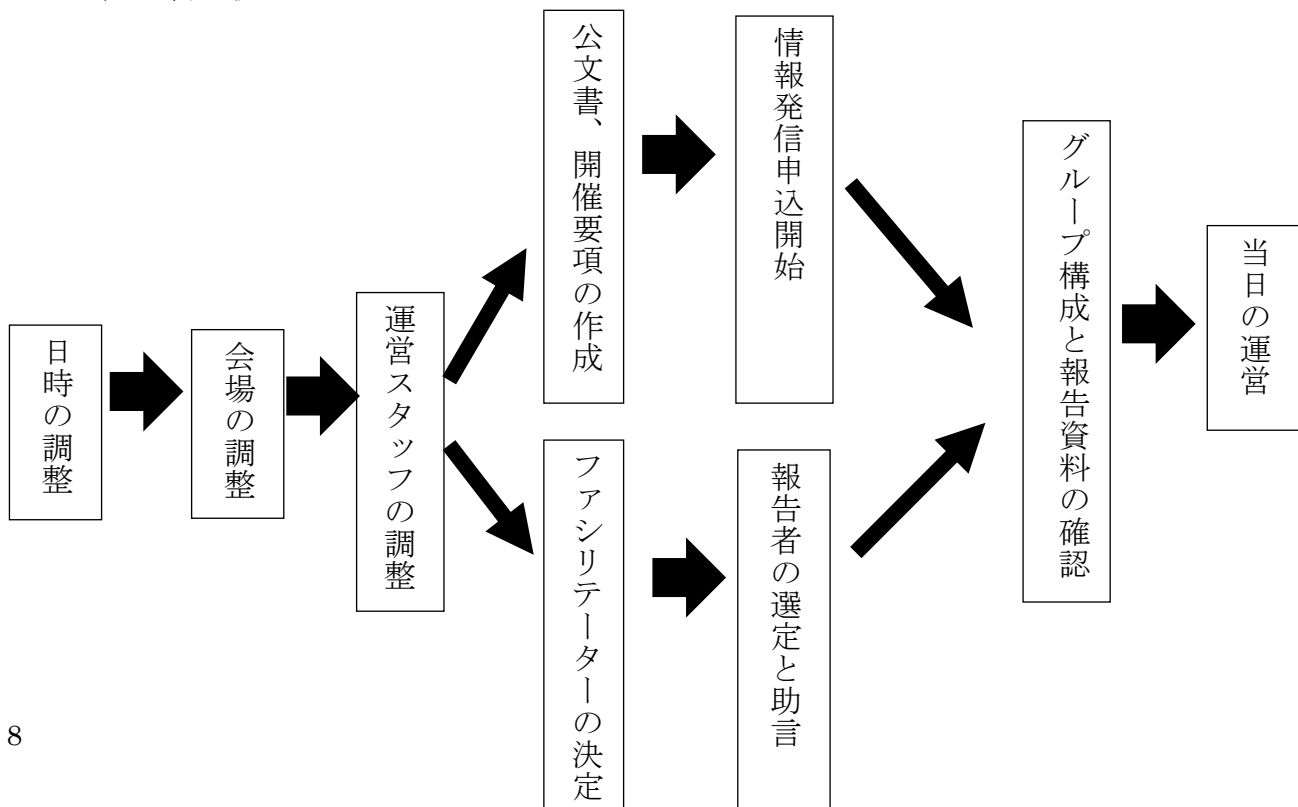 日時の調整
会場の調整
運営スタッフの調整
公文書、開催要項の作成
情報発信申込開始
ファシリテーターの決定
報告者の選定と助言
グループ構成と報告資料の確認
当日の運営
8